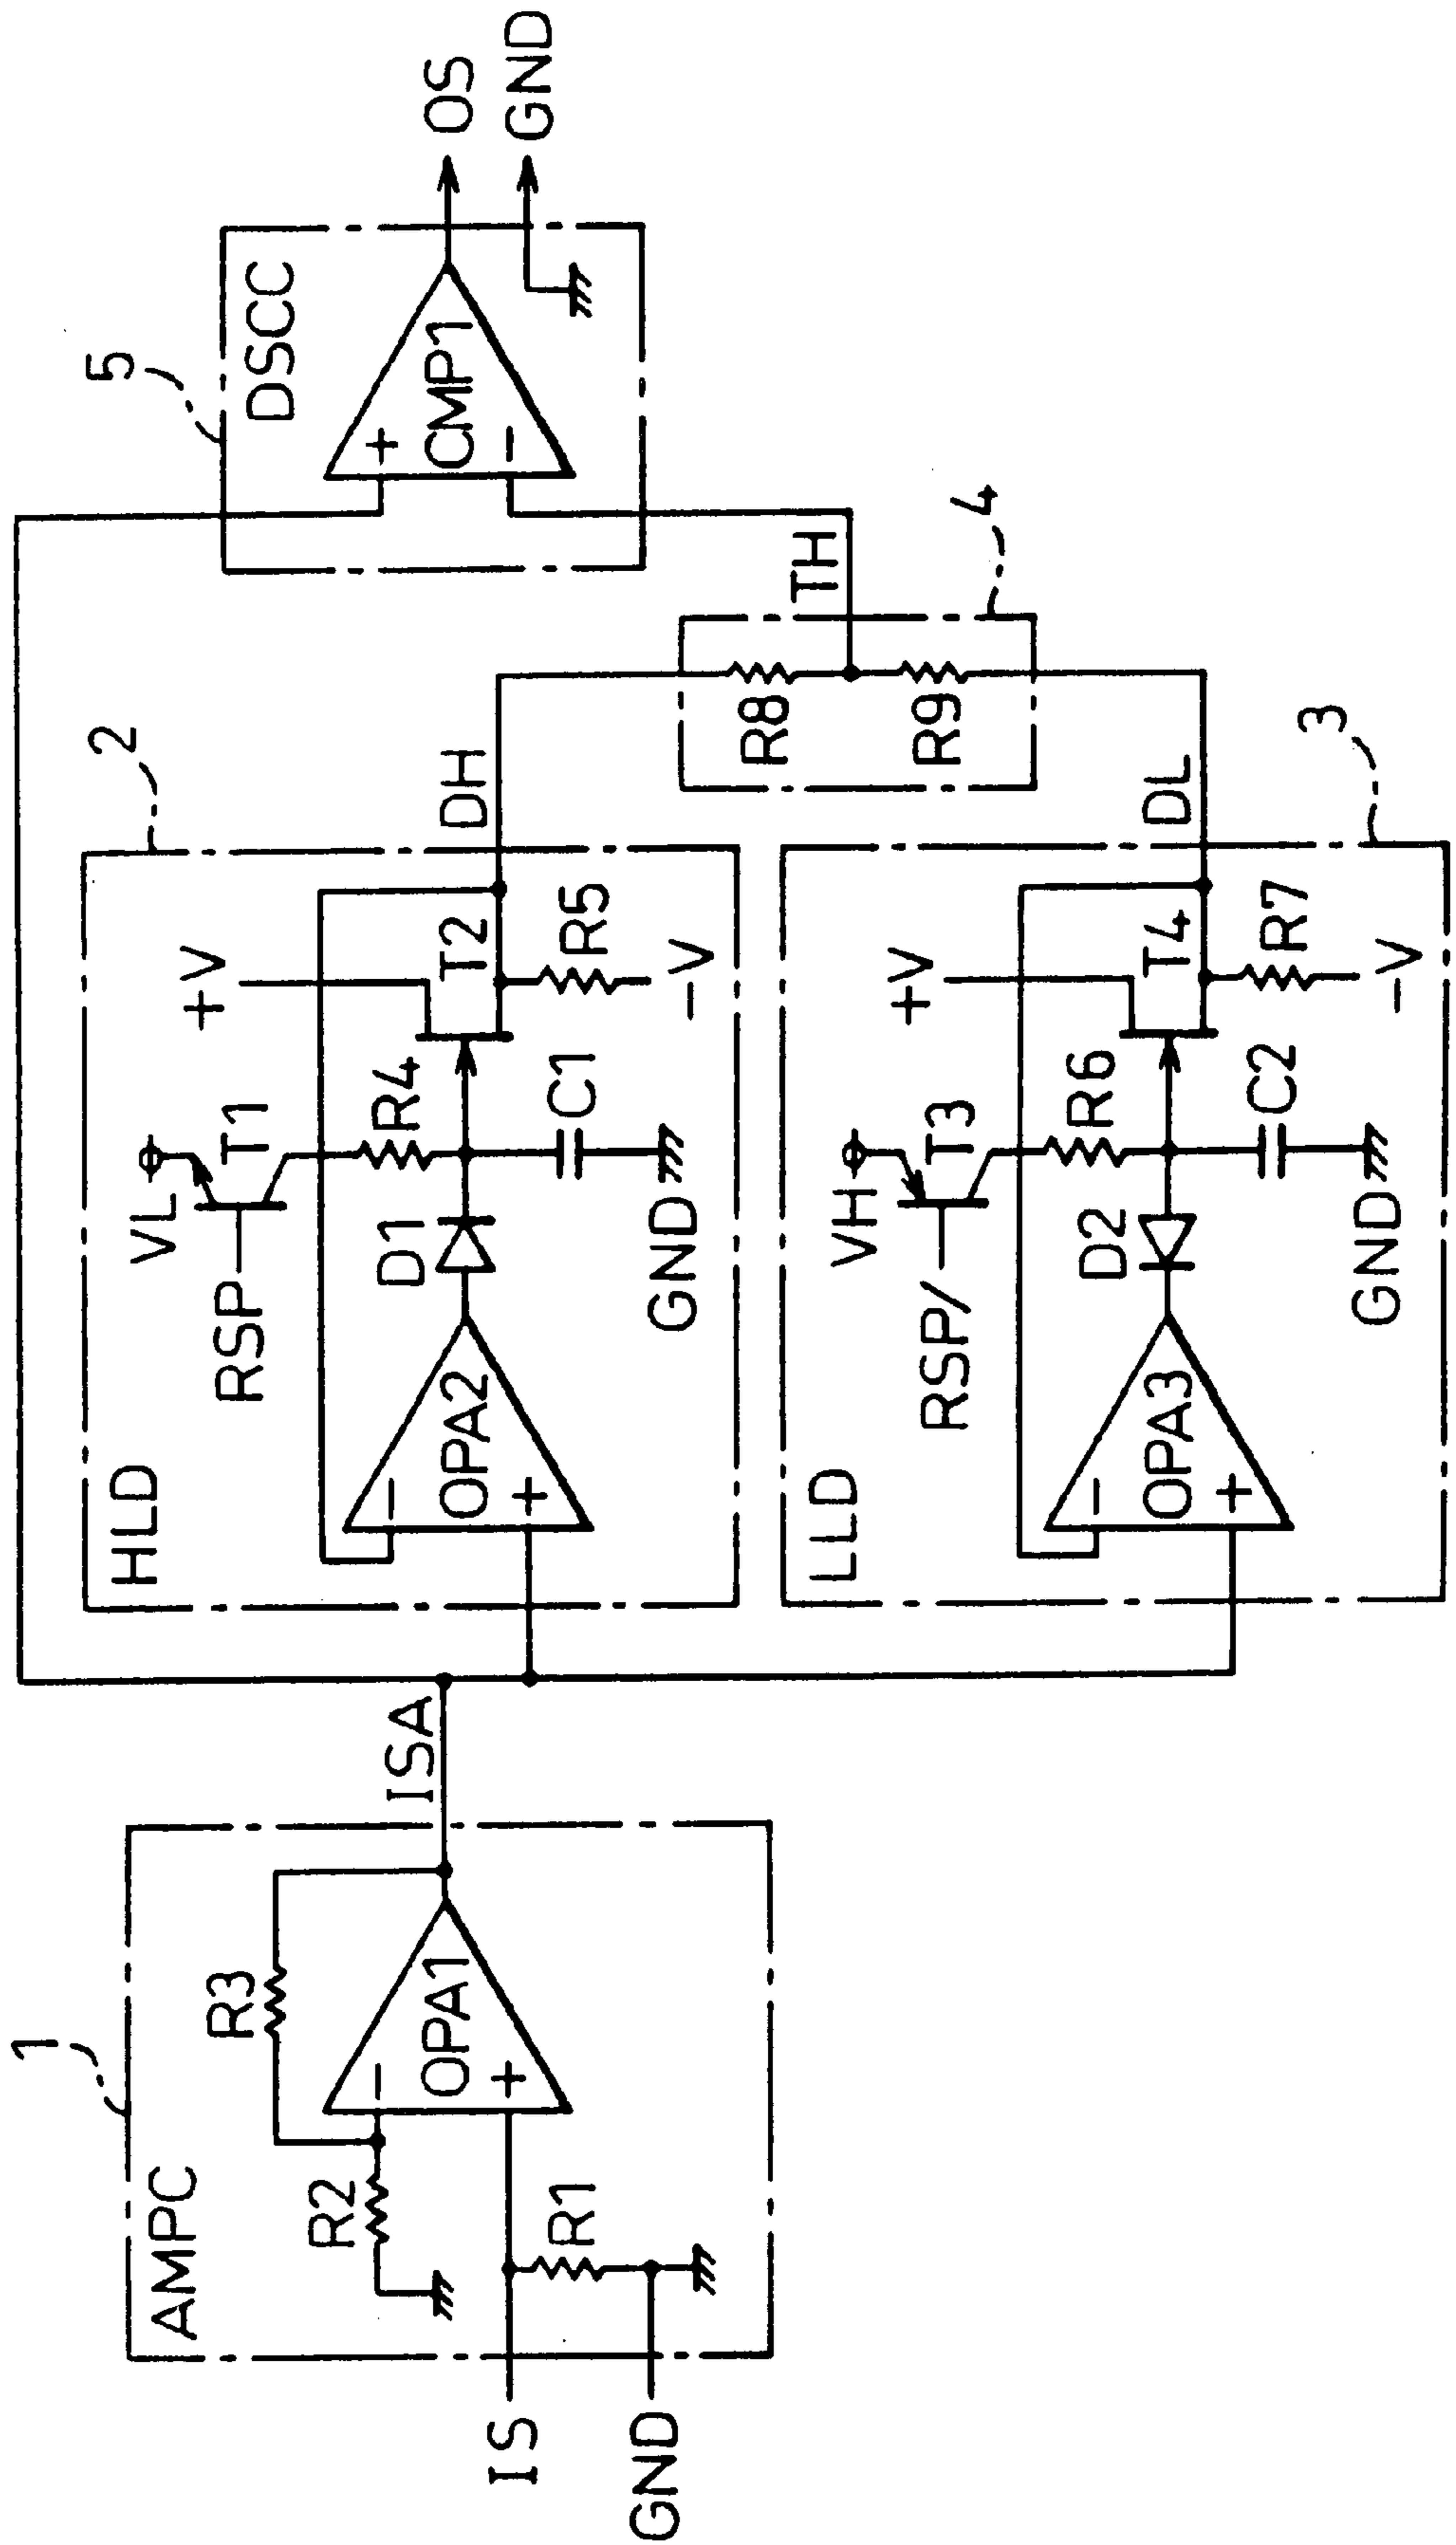 1
AMPC
R3
R2
OPA1
−
+
R1
IS
GND
ISA
2
HLD
VL
T1
RSP
+V
R4
T2
D1
OPA2
−
+
C1
R5
GND
−V
DH
3
LLD
VH
T3
RSP/
+V
R6
T4
D2
OPA3
−
+
C2
R7
GND
−V
DL
4
R8
R9
TH
5
DSCC
+
CMP1
−
OS
GND